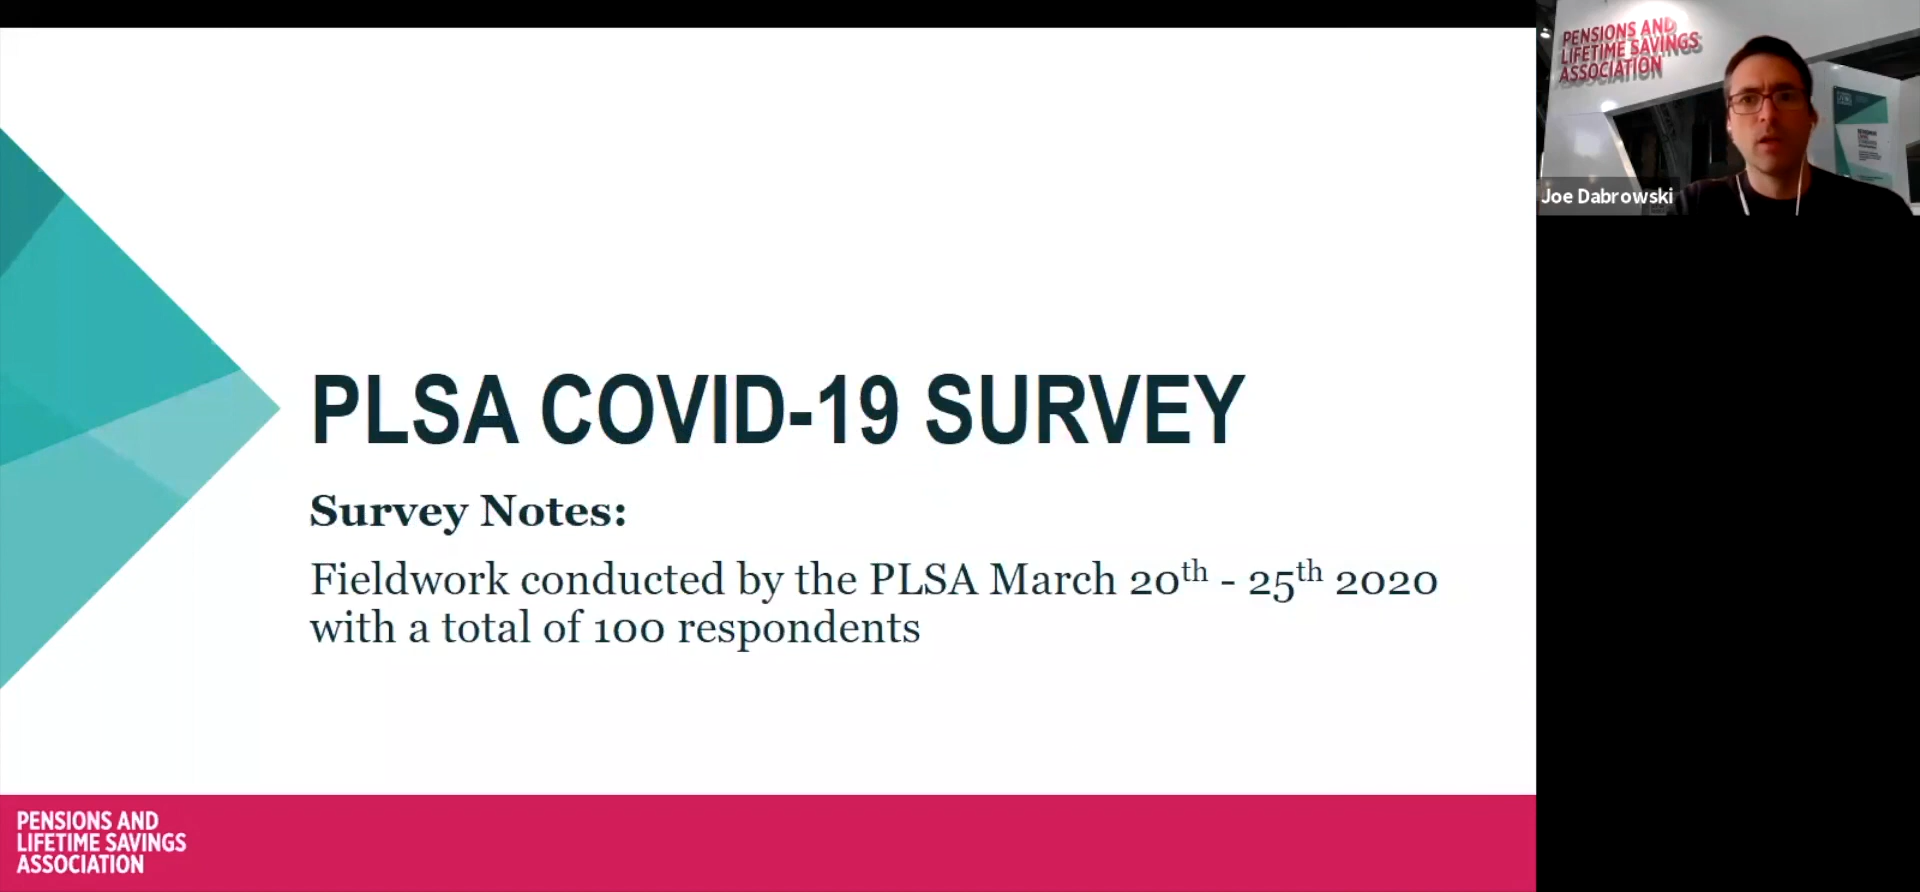 PLSA COVID-19 SURVEY
Survey Notes:
Fieldwork conducted by the PLSA March 20th - 25th 2020
with a total of 100 respondents
PENSIONS AND
LIFETIME SAVINGS
ASSOCIATION
PENSIONS AND
LIFETIME SAVINGS
ASSOCIATION
Joe Dabrowski